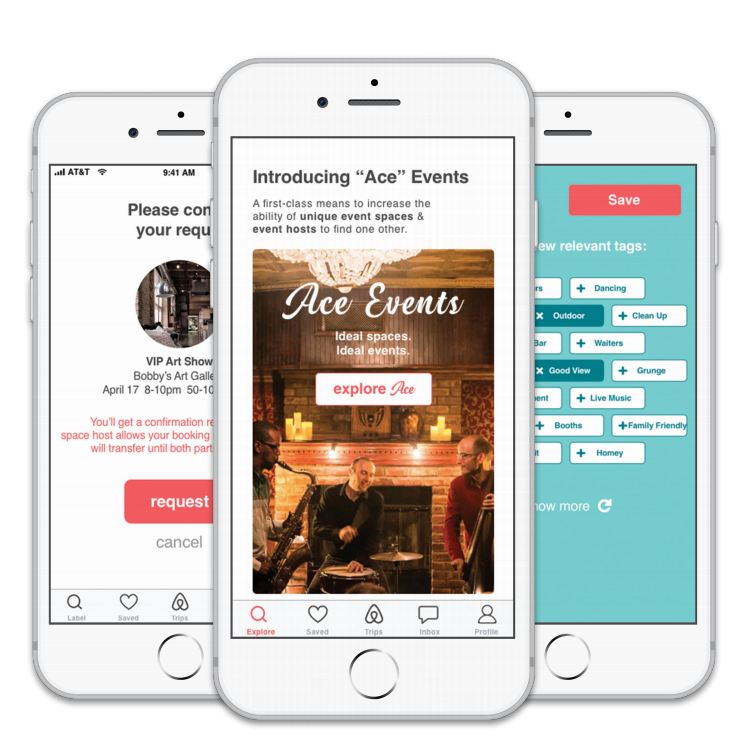 AT&T
9:41 AM
Please con
your requ
VIP Art Show
Bobby's Art Galle
April 17 8-10pm 50-10
You'll get a confirmation re
space host allows your booking
will transfer until both part
request
cancel
Label
Saved
Trips
Introducing “Ace” Events
A first-class means to increase the
ability of unique event spaces &
event hosts to find one other.
Ace Events
Ideal spaces.
Ideal events.
explore Ace
Explore
Saved
Trips
Inbox
Profile
Save
ew relevant tags:
rs
+ Dancing
x Outdoor
+ Clean Up
Bar
+ Waiters
x Good View
+ Grunge
ent
+ Live Music
+ Booths
+Family Friendly
it
+ Homey
how more